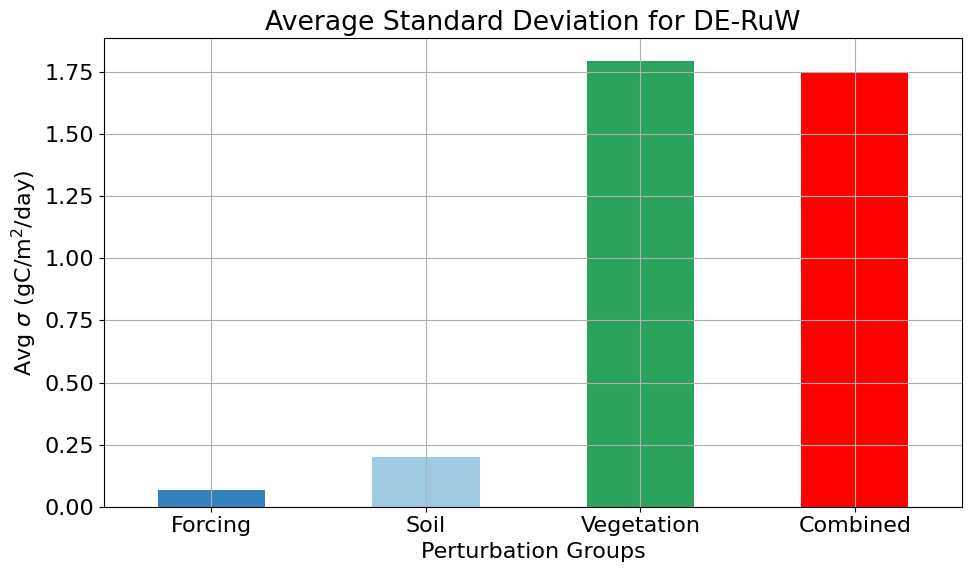 Average Standard Deviation for DE-RuW
Avg σ (gC/m²/day)
1.75
1.50
1.25
1.00
0.75
0.50
0.25
0.00
Forcing Soil Vegetation Combined
Perturbation Groups